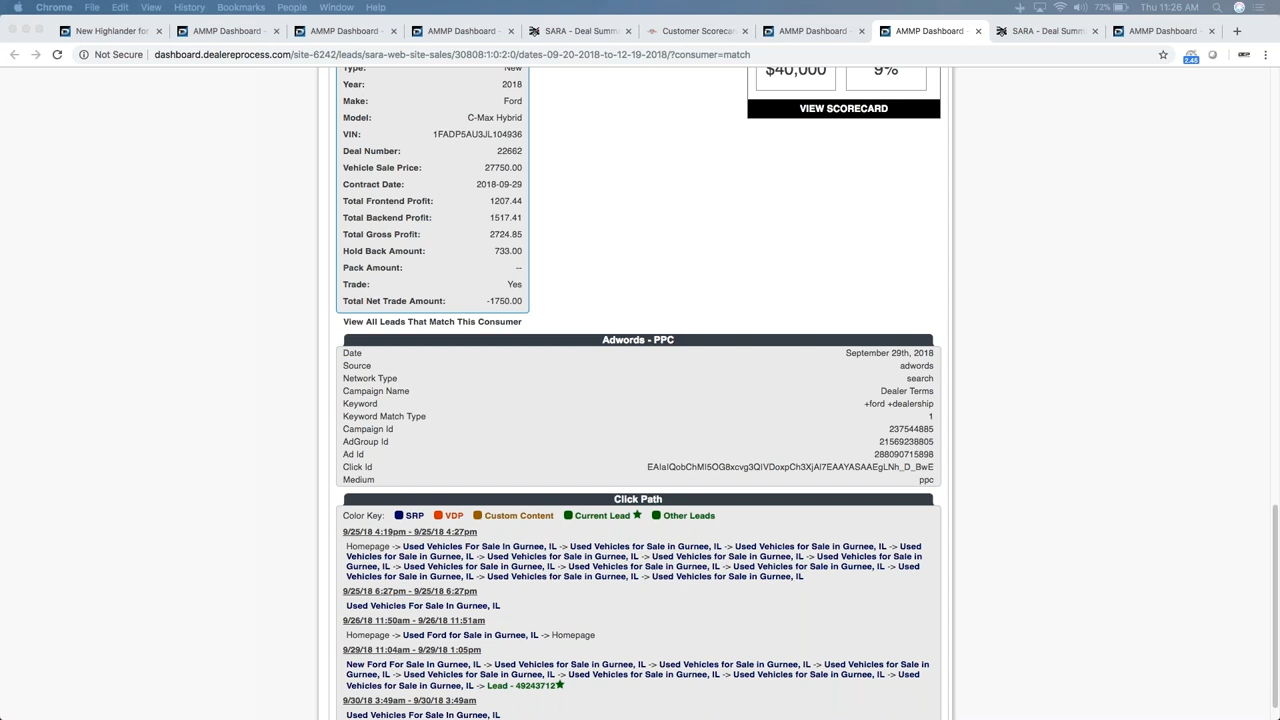 Chrome File Edit View History Bookmarks People Window Help 72% Thu 11:26 AM
New Highlander for AMMP Dashboard - AMMP Dashboard - AMMP Dashboard - SARA - Deal Summ Customer Scorecard AMMP Dashboard - AMMP Dashboard - SARA - Deal Summ AMMP Dashboard -
Not Secure dashboard.dealereprocess.com/site-6242/leads/sara-web-site-sales/30808:1:0:2:0/dates-09-20-2018-to-12-19-2018/?consumer=match 2.45
Type: New $40,000 9%
Year: 2018
Make: Ford VIEW SCORECARD
Model: C-Max Hybrid
VIN: 1FADP5AU3JL104936
Deal Number: 22662
Vehicle Sale Price: 27750.00
Contract Date: 2018-09-29
Total Frontend Profit: 1207.44
Total Backend Profit: 1517.41
Total Gross Profit: 2724.85
Hold Back Amount: 733.00
Pack Amount: --
Trade: Yes
Total Net Trade Amount: -1750.00
View All Leads That Match This Consumer
Adwords - PPC
Date September 29th, 2018
Source adwords
Network Type search
Campaign Name Dealer Terms
Keyword +ford +dealership
Keyword Match Type 1
Campaign Id 237544885
AdGroup Id 21569238805
Ad Id 288090715898
Click Id EAIaIQobChMI5OG8xcvg3QIVDoxpCh3XjAl7EAAYASAAEgLNh_D_BwE
Medium ppc
Click Path
Color Key: SRP VDP Custom Content Current Lead Other Leads
9/25/18 4:19pm - 9/25/18 4:27pm
Homepage -> Used Vehicles For Sale In Gurnee, IL -> Used Vehicles for Sale in Gurnee, IL -> Used Vehicles for Sale in Gurnee, IL -> Used
Vehicles for Sale in Gurnee, IL -> Used Vehicles for Sale in Gurnee, IL -> Used Vehicles for Sale in Gurnee, IL -> Used Vehicles for Sale in
Gurnee, IL -> Used Vehicles for Sale in Gurnee, IL -> Used Vehicles for Sale in Gurnee, IL -> Used Vehicles for Sale in Gurnee, IL -> Used
Vehicles for Sale in Gurnee, IL -> Used Vehicles for Sale in Gurnee, IL -> Used Vehicles for Sale in Gurnee, IL
9/25/18 6:27pm - 9/25/18 6:27pm
Used Vehicles For Sale In Gurnee, IL
9/26/18 11:50am - 9/26/18 11:51am
Homepage -> Used Ford for Sale in Gurnee, IL -> Homepage
9/29/18 11:04am - 9/29/18 1:05pm
New Ford For Sale In Gurnee, IL -> Used Vehicles for Sale in Gurnee, IL -> Used Vehicles for Sale in Gurnee, IL -> Used Vehicles for Sale in
Gurnee, IL -> Used Vehicles for Sale in Gurnee, IL -> Used Vehicles for Sale in Gurnee, IL -> Used Vehicles for Sale in Gurnee, IL -> Used
Vehicles for Sale in Gurnee, IL -> Lead - 49243712
9/30/18 3:49am - 9/30/18 3:49am
Used Vehicles For Sale In Gurnee, IL